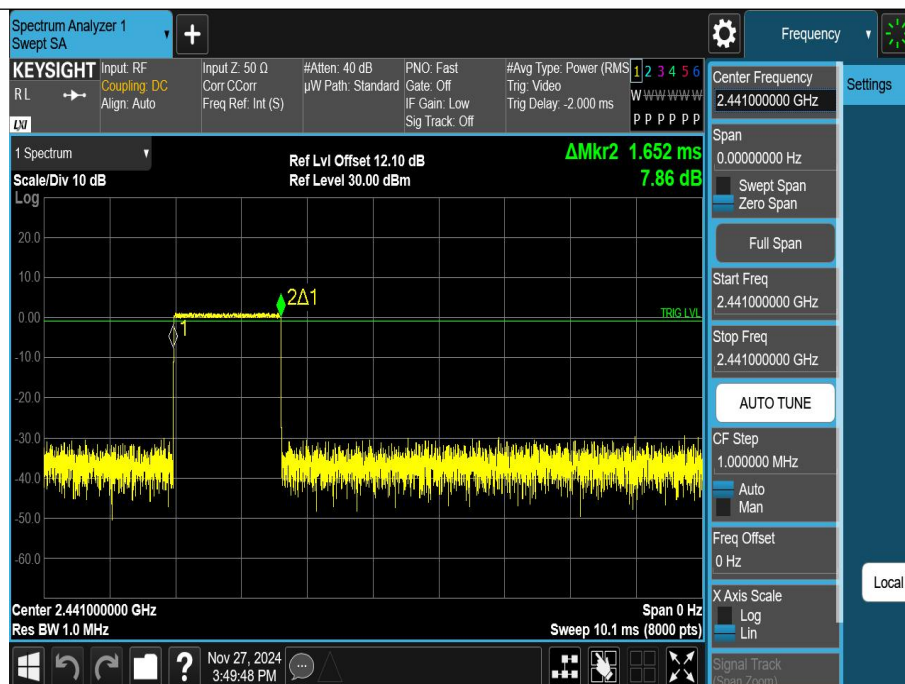 Spectrum Analyzer 1
Swept SA
Frequency
KEYSIGHT
RL
LXI
Input: RF
Coupling: DC
Align: Auto
Input Z: 50 Ω
Corr CCorr
Freq Ref: Int (S)
#Atten: 40 dB
µW Path: Standard
PNO: Fast
Gate: Off
IF Gain: Low
Sig Track: Off
#Avg Type: Power (RMS
Trig: Video
Trig Delay: -2.000 ms
1 2 3 4 5 6
W W W W W W
P P P P P P
1 Spectrum
Scale/Div 10 dB
Log
Ref Lvl Offset 12.10 dB
Ref Level 30.00 dBm
ΔMkr2 1.652 ms
7.86 dB
20.0
10.0
0.00
-10.0
-20.0
-30.0
-40.0
-50.0
-60.0
2Δ1
1
TRIG LVL
Center 2.441000000 GHz
Res BW 1.0 MHz
Span 0 Hz
Sweep 10.1 ms (8000 pts)
Nov 27, 2024
3:49:48 PM
Center Frequency
2.441000000 GHz
Settings
Span
0.00000000 Hz
Swept Span
Zero Span
Full Span
Start Freq
2.441000000 GHz
Stop Freq
2.441000000 GHz
AUTO TUNE
CF Step
1.000000 MHz
Auto
Man
Freq Offset
0 Hz
Local
X Axis Scale
Log
Lin
Signal Track
(Span Zoom)